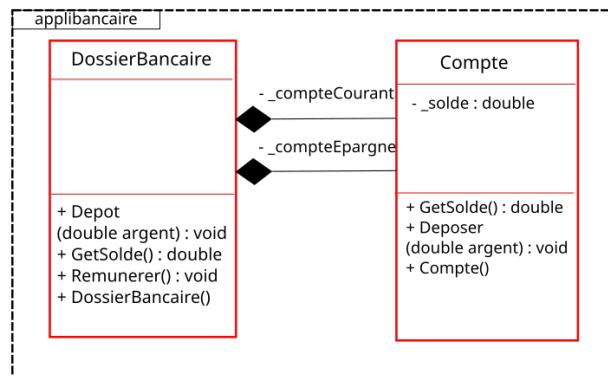 applibancaire
DossierBancaire
+ Depot
(double argent) : void
+ GetSolde() : double
+ Remunerer() : void
+ DossierBancaire()
- _compteCourant
- _compteEpargne
Compte
- _solde : double
+ GetSolde() : double
+ Deposer
(double argent) : void
+ Compte()